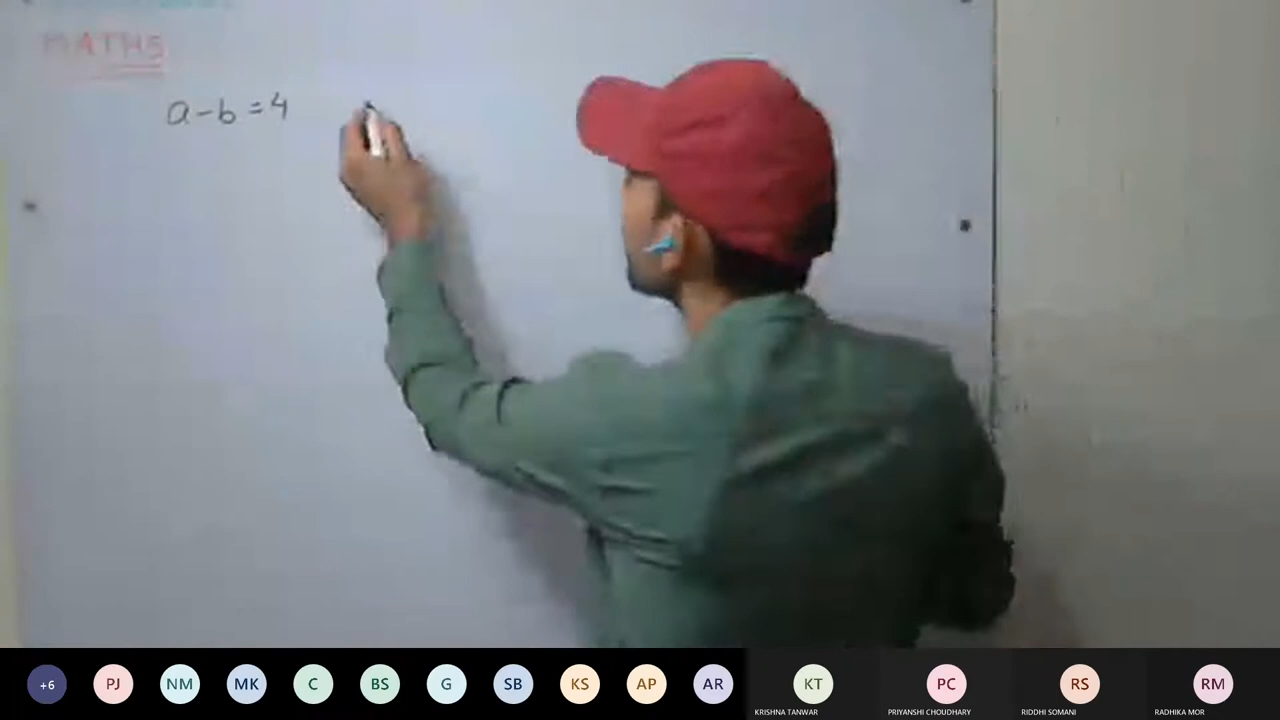 MATHS
a-b=4
+6
PJ
NM
MK
C
BS
G
SB
KS
AP
AR
KT
PC
RS
RM
KRISHNA TANWAR
PRIYANSHI CHOUDHARY
RIDDHI SOMANI
RADHIKA MOR